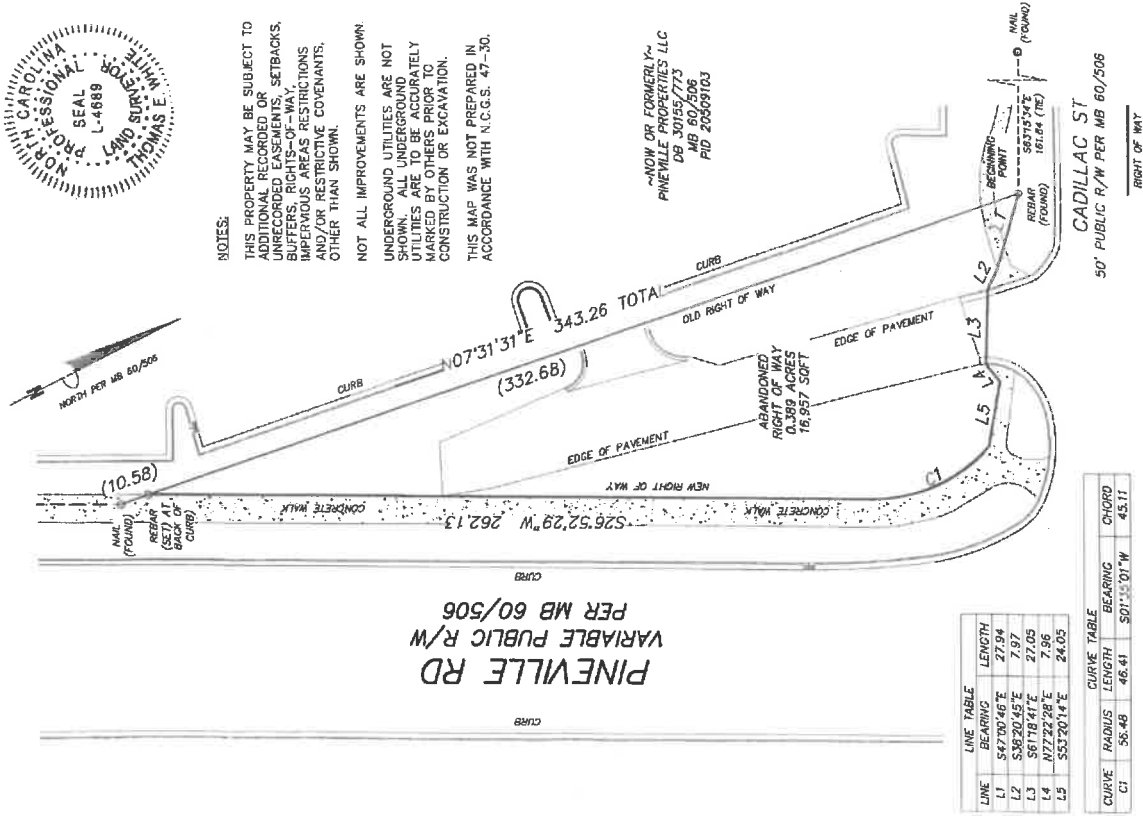 NORTH CAROLINA
PROFESSIONAL
SEAL
L-4689
LAND SURVEYOR
THOMAS E. WHITE
NOTES:
THIS PROPERTY MAY BE SUBJECT TO
ADDITIONAL RECORDED OR
UNRECORDED EASEMENTS, SETBACKS,
BUFFERS, RIGHTS-OF-WAY,
IMPERVIOUS AREAS RESTRICTIONS
AND/OR RESTRICTIVE COVENANTS,
OTHER THAN SHOWN.
NOT ALL IMPROVEMENTS ARE SHOWN.
UNDERGROUND UTILITIES ARE NOT
SHOWN. ALL UNDERGROUND
UTILITIES ARE TO BE ACCURATELY
MARKED BY OTHERS PRIOR TO
CONSTRUCTION OR EXCAVATION.
THIS MAP WAS NOT PREPARED IN
ACCORDANCE WITH N.C.G.S. 47-30.
~NOW OR FORMERLY~
PINEVILLE PROPERTIES LLC
DB 30155/773
MB 60/506
PID 20509103
N
NORTH PER MB 60/506
NAIL
(FOUND)
S63°15'34"E
161.84 (TIE)
BEGINNING
POINT
REBAR
(FOUND)
CADILLAC ST
50' PUBLIC R/W PER MB 60/506
RIGHT OF WAY
CURB
N07°31'31"E 343.26 TOTAL
(332.68)
OLD RIGHT OF WAY
CURB
(10.58)
NAIL
(FOUND)
REBAR
(SET) AT
BACK OF
CURB)
ABANDONED
RIGHT OF WAY
0.389 ACRES
16,957 SQFT
EDGE OF PAVEMENT
EDGE OF PAVEMENT
L2
L3
L4
L5
C1
NEW RIGHT OF WAY
CONCRETE WALK
S26°52'29"W 262.13
CONCRETE WALK
CURB
PINEVILLE RD
VARIABLE PUBLIC R/W
PER MB 60/506
CURB
LINE TABLE
LINE BEARING LENGTH
L1 S47°00'46"E 27.94
L2 S38°20'45"E 7.97
L3 S61°18'41"E 27.05
L4 N77°22'28"E 7.96
L5 S53°20'14"E 24.05
CURVE TABLE
CURVE RADIUS LENGTH BEARING CHORD
C1 56.48 46.41 45.11